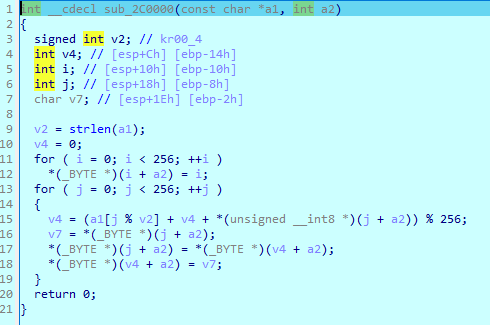 1 int __cdecl sub_2C0000(const char *a1, int a2)
2 {
3 signed int v2; // kr00_4
4 int v4; // [esp+Ch] [ebp-14h]
5 int i; // [esp+10h] [ebp-10h]
6 int j; // [esp+18h] [ebp-8h]
7 char v7; // [esp+1Eh] [ebp-2h]
8
9 v2 = strlen(a1);
10 v4 = 0;
11 for ( i = 0; i < 256; ++i )
12 *(_BYTE *)(i + a2) = i;
13 for ( j = 0; j < 256; ++j )
14 {
15 v4 = (a1[j % v2] + v4 + *(unsigned __int8 *)(j + a2)) % 256;
16 v7 = *(_BYTE *)(j + a2);
17 *(_BYTE *)(j + a2) = *(_BYTE *)(v4 + a2);
18 *(_BYTE *)(v4 + a2) = v7;
19 }
20 return 0;
21 }